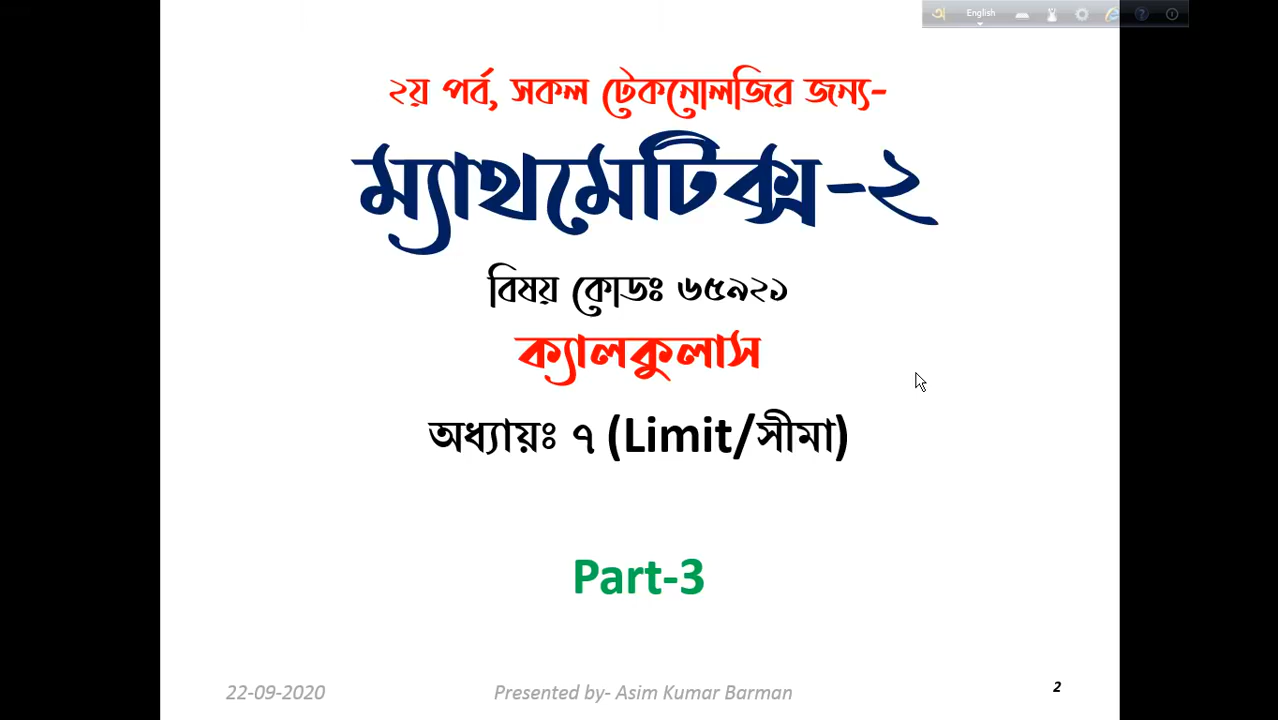 অ English
২য় পর্ব, সকল টেকনোলজির জন্য-
ম্যাথমেটিক্স-২
বিষয় কোডঃ ৬৫৯২১
ক্যালকুলাস
অধ্যায়ঃ ৭ (Limit/সীমা)
Part-3
22-09-2020 Presented by- Asim Kumar Barman 2